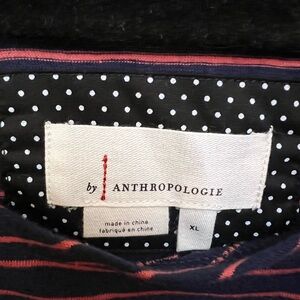 by ANTHROPOLOGIE
made in china
fabriqué en chine
XL